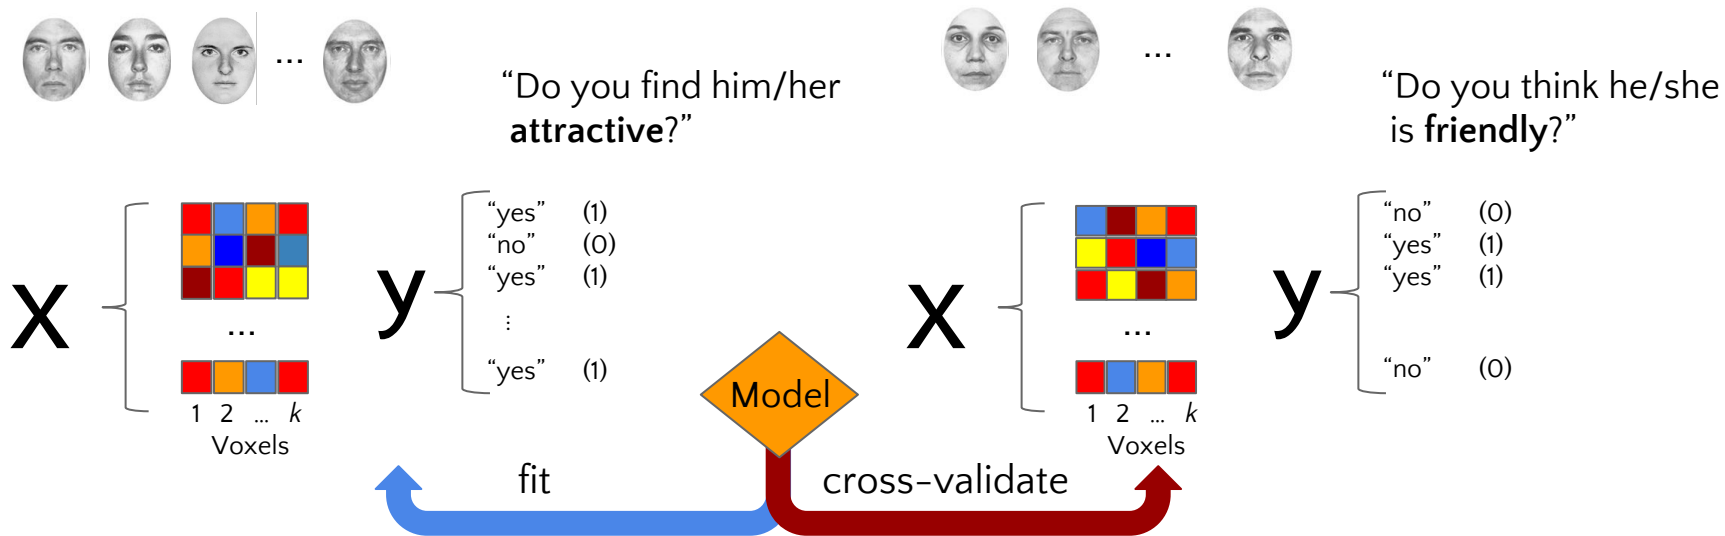 ...
“Do you find him/her
attractive?”
X
...
1 2 ... k
Voxels
y
“yes” (1)
“no” (0)
“yes” (1)
⋮
“yes” (1)
Model
fit
cross-validate
...
“Do you think he/she
is friendly?”
X
...
1 2 ... k
Voxels
y
“no” (0)
“yes” (1)
“yes” (1)
“no” (0)